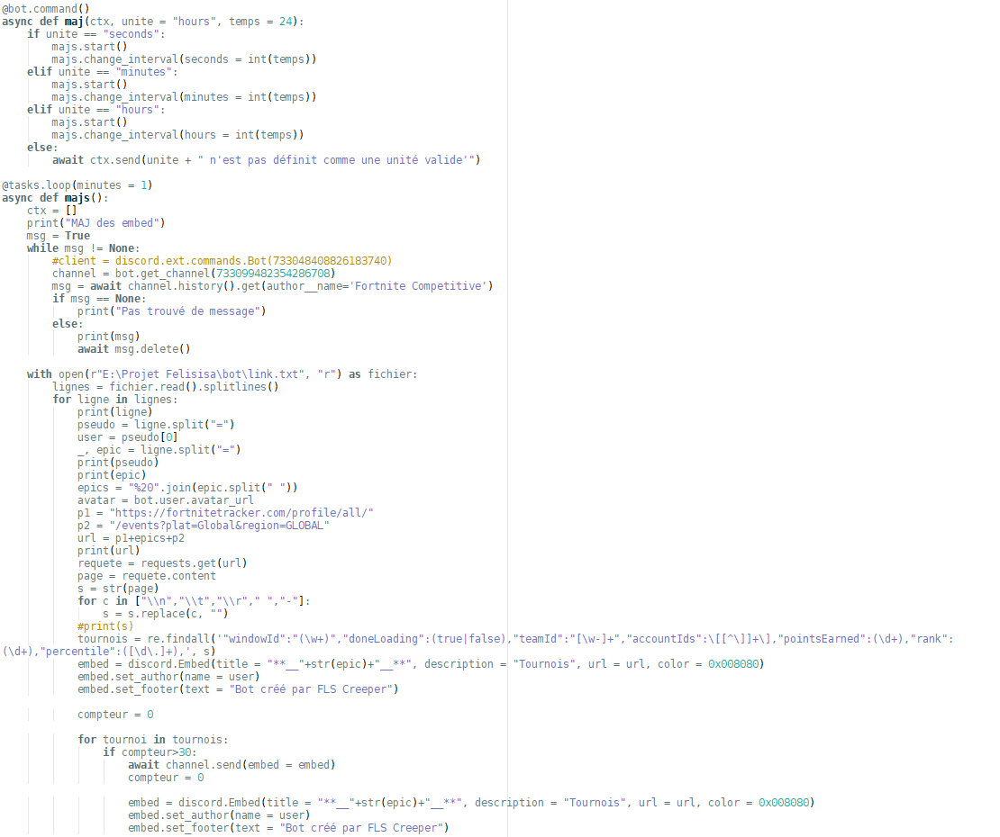 @bot.command()
async def maj(ctx, unite = "hours", temps = 24):
    if unite == "seconds":
        majs.start()
        majs.change_interval(seconds = int(temps))
    elif unite == "minutes":
        majs.start()
        majs.change_interval(minutes = int(temps))
    elif unite == "hours":
        majs.start()
        majs.change_interval(hours = int(temps))
    else:
        await ctx.send(unite + " n'est pas définit comme une unité valide'")

@tasks.loop(minutes = 1)
async def majs():
    ctx = []
    print("MAJ des embed")
    msg = True
    while msg != None:
        #client = discord.ext.commands.Bot(733048408826183740)
        channel = bot.get_channel(733099482354286708)
        msg = await channel.history().get(author__name='Fortnite Competitive')
        if msg == None:
            print("Pas trouvé de message")
        else:
            print(msg)
            await msg.delete()

    with open(r"E:\Projet Felisisa\bot\link.txt", "r") as fichier:
        lignes = fichier.read().splitlines()
        for ligne in lignes:
            print(ligne)
            pseudo = ligne.split("=")
            user = pseudo[0]
            _, epic = ligne.split("=")
            print(pseudo)
            print(epic)
            epics = "%20".join(epic.split(" "))
            avatar = bot.user.avatar_url
            p1 = "https://fortnitetracker.com/profile/all/"
            p2 = "/events?plat=Global&region=GLOBAL"
            url = p1+epics+p2
            print(url)
            requete = requests.get(url)
            page = requete.content
            s = str(page)
            for c in ["\\n","\\t","\\r"," ","-"]:
                s = s.replace(c, "")
            #print(s)
            tournois = re.findall('"windowId":"(\w+)","doneLoading":(true|false),"teamId":"[\w-]+","accountIds":\[[^\]]+\],"pointsEarned":(\d+),"rank":
(\d+),"percentile":([\d\.]+),', s)
            embed = discord.Embed(title = "**__"+str(epic)+"__**", description = "Tournois", url = url, color = 0x008080)
            embed.set_author(name = user)
            embed.set_footer(text = "Bot créé par FLS Creeper")

            compteur = 0

            for tournoi in tournois:
                if compteur>30:
                    await channel.send(embed = embed)
                    compteur = 0

                    embed = discord.Embed(title = "**__"+str(epic)+"__**", description = "Tournois", url = url, color = 0x008080)
                    embed.set_author(name = user)
                    embed.set_footer(text = "Bot créé par FLS Creeper")